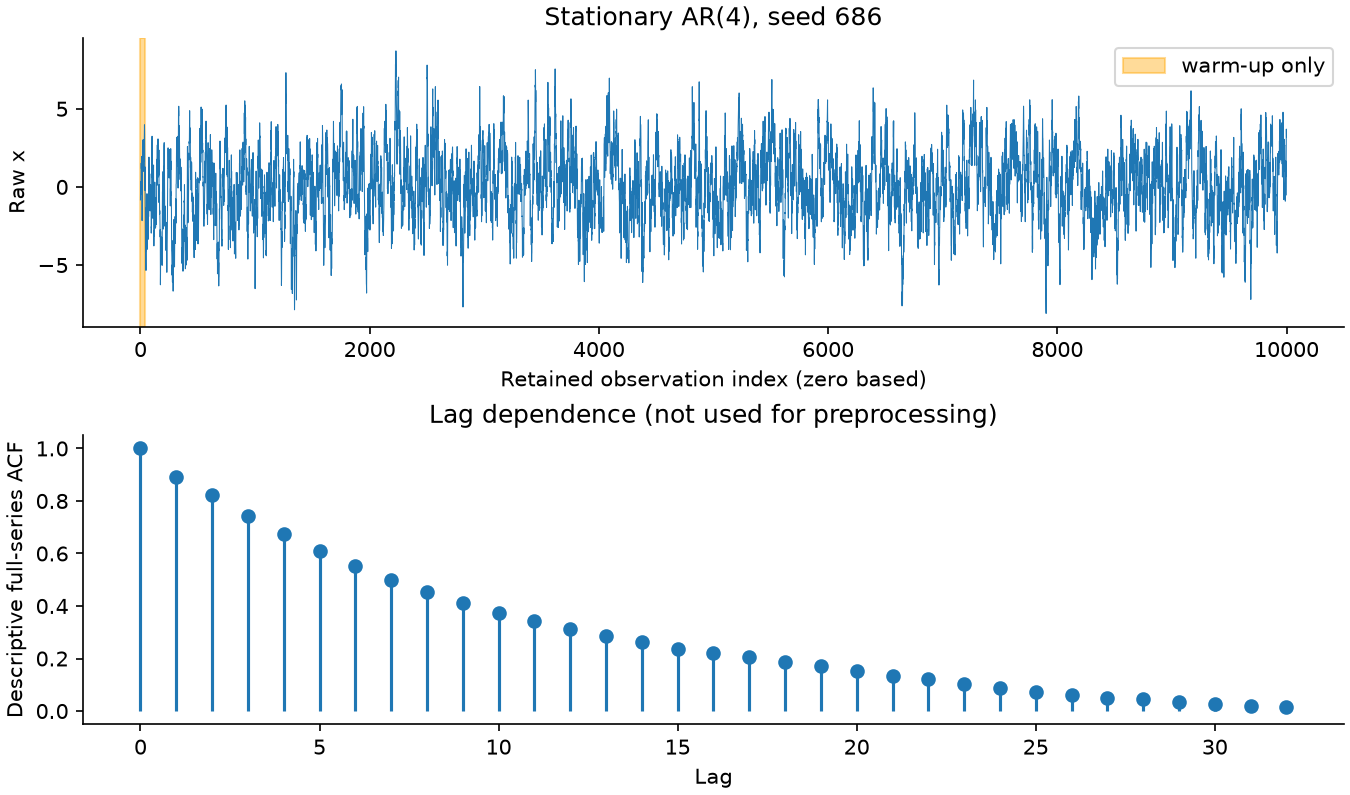 Stationary AR(4), seed 686
warm-up only
Raw x
5
0
−5
0 2000 4000 6000 8000 10000
Retained observation index (zero based)
Lag dependence (not used for preprocessing)
Descriptive full-series ACF
1.0
0.8
0.6
0.4
0.2
0.0
0 5 10 15 20 25 30
Lag